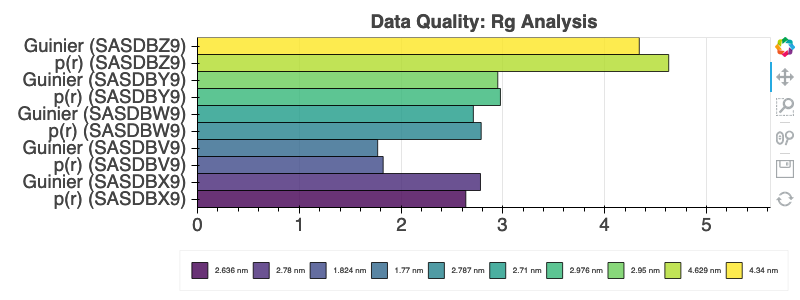 Data Quality: Rg Analysis
Guinier (SASDBZ9)
p(r) (SASDBZ9)
Guinier (SASDBY9)
p(r) (SASDBY9)
Guinier (SASDBW9)
p(r) (SASDBW9)
Guinier (SASDBV9)
p(r) (SASDBV9)
Guinier (SASDBX9)
p(r) (SASDBX9)
0 1 2 3 4 5
2.636 nm 2.78 nm 1.824 nm 1.77 nm 2.787 nm 2.71 nm 2.976 nm 2.95 nm 4.629 nm 4.34 nm